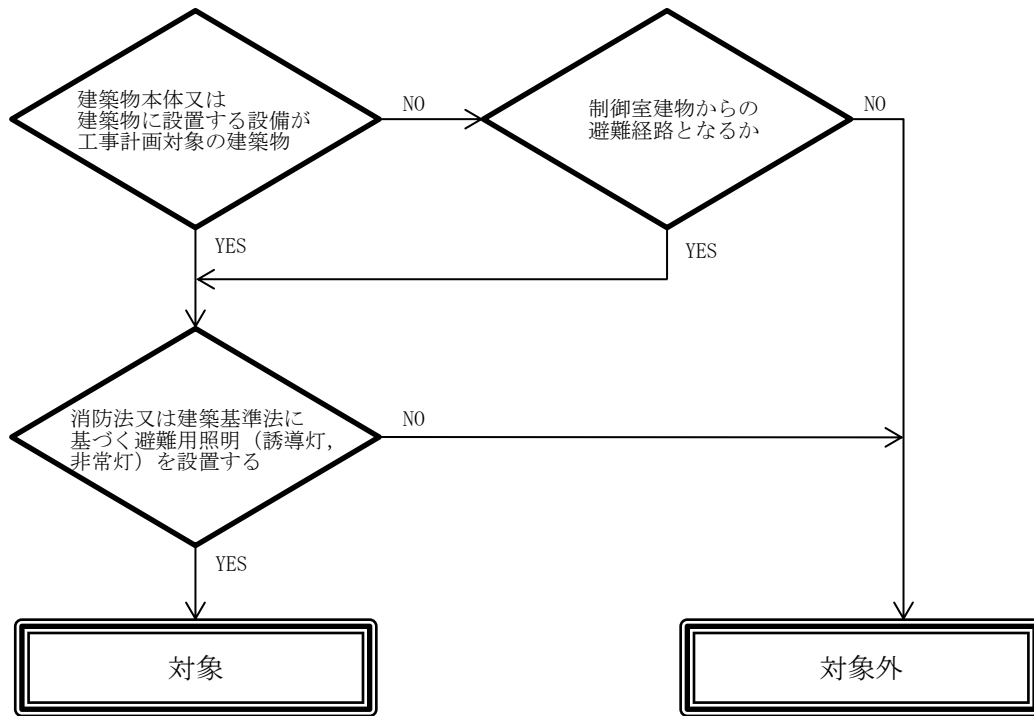 建築物本体又は
建築物に設置する設備が
工事計画対象の建築物
NO
制御室建物からの
避難経路となるか
NO
YES
YES
消防法又は建築基準法に
基づく避難用照明（誘導灯，
非常灯）を設置する
NO
YES
対象
対象外